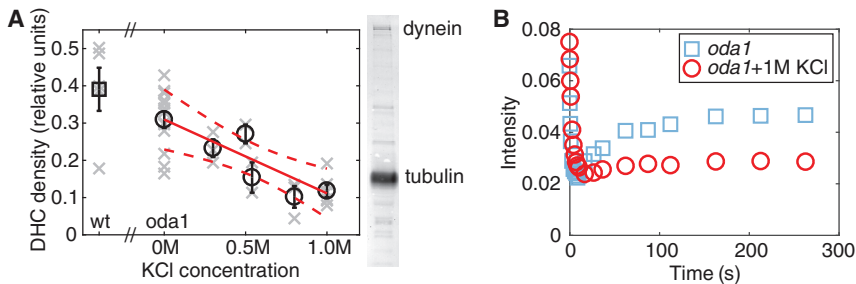 A
DHC density (relative units)
0.5
0.4
0.3
0.2
0.1
0
wt
oda1
0M
0.5M
1.0M
KCl concentration
dynein
tubulin
B
Intensity
0.08
0.06
0.04
0.02
0
0
100
200
300
Time (s)
oda1
oda1+1M KCl